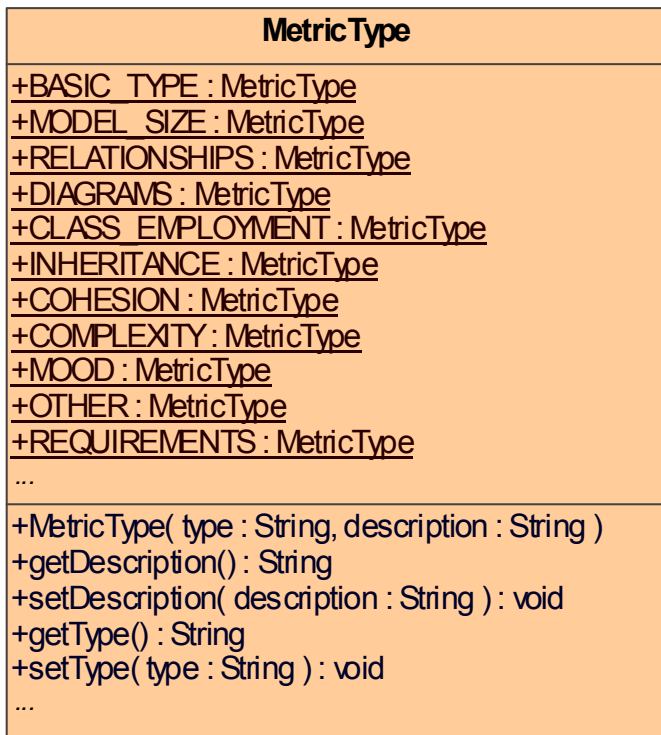 MetricType
+BASIC_TYPE : MetricType
+MODEL_SIZE : MetricType
+RELATIONSHIPS : MetricType
+DIAGRAMS : MetricType
+CLASS_EMPLOYMENT : MetricType
+INHERITANCE : MetricType
+COHESION : MetricType
+COMPLEXITY : MetricType
+MOOD : MetricType
+OTHER : MetricType
+REQUIREMENTS : MetricType
...
+MetricType( type : String, description : String )
+getDescription() : String
+setDescription( description : String ) : void
+getType() : String
+setType( type : String ) : void
...